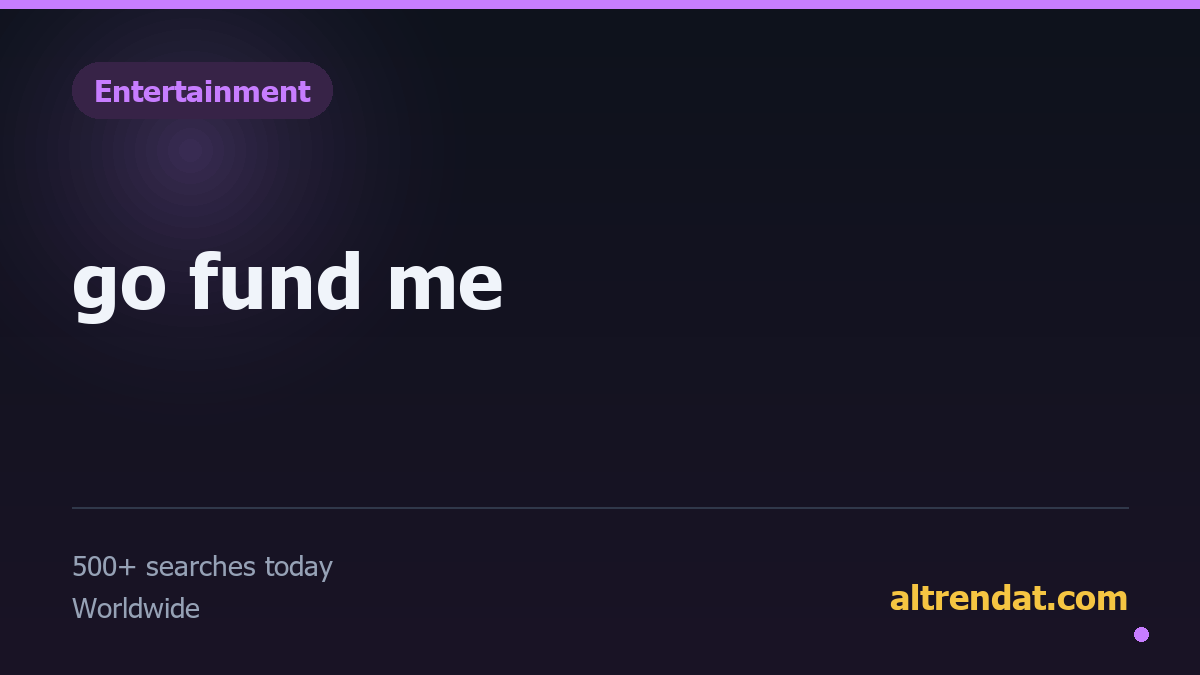 Entertainment
go fund me
500+ searches today
Worldwide
altrendat.com